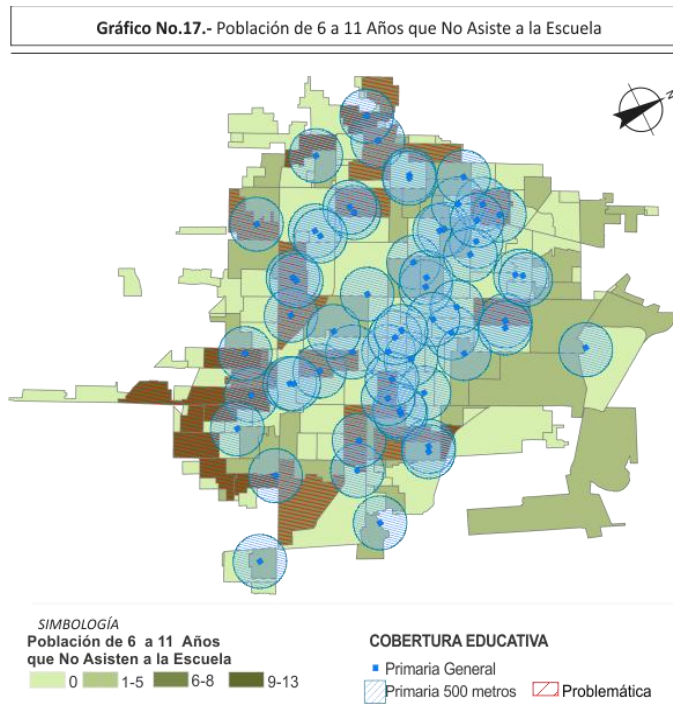 Gráfico No.17.- Población de 6 a 11 Años que No Asiste a la Escuela
N
SIMBOLOGÍA
Población de 6 a 11 Años
que No Asisten a la Escuela
0 1-5 6-8 9-13
COBERTURA EDUCATIVA
Primaria General
Primaria 500 metros
Problemática